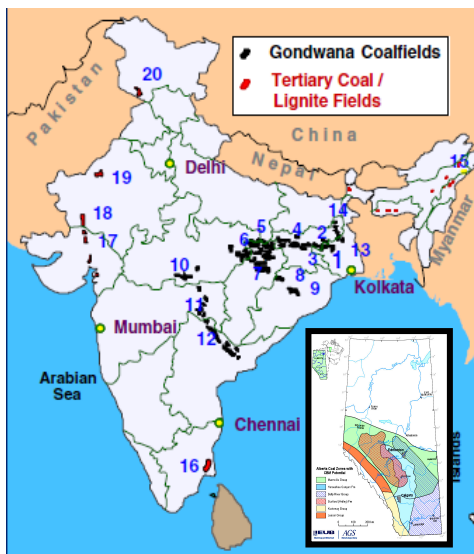 Gondwana Coalfields
Tertiary Coal /
Lignite Fields
Pakistan
China
Nepal
Myanmar
20
Delhi
19
15
18
14
17
5
4
2
6
13
3
1
7
8
10
9
Kolkata
11
Mumbai
12
Arabian
Sea
Chennai
16
Islands
Alberta Coal Zones with
CBM Potential
EUB
AGS